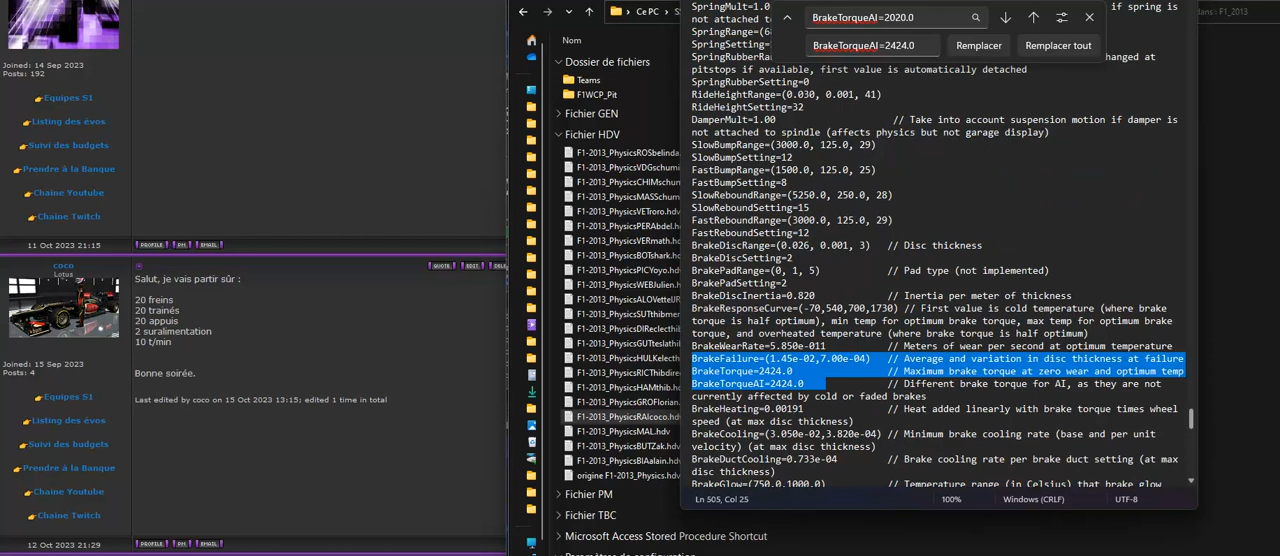 Joined: 14 Sep 2023
Posts: 192
Equipes S1
Listing des évos
Suivi des budgets
Prendre à la Banque
Chaine Youtube
Chaine Twitch
11 Oct 2023 21:15
PROFILE
PM
EMAIL
coco
Lotus
QUOTE
EDIT
DELE
Salut, je vais partir sûr :
20 freins
20 trainés
20 appuis
2 suralimentation
10 t/min
Bonne soirée.
Joined: 15 Sep 2023
Posts: 46
Last edited by coco on 15 Oct 2023 13:15; edited 1 time in total
Equipes S1
Listing des évos
Suivi des budgets
Prendre à la Banque
Chaine Youtube
Chaine Twitch
12 Oct 2023 21:29
PROFILE
PM
EMAIL
Ce PC
dans : F1_2013
Nom
Dossier de fichiers
Teams
F1WCP_Pit
Fichier GEN
Fichier HDV
F1-2013_PhysicsROSbelinda
F1-2013_PhysicsVDGschumi
F1-2013_PhysicsCHIMschum
F1-2013_PhysicsMASSchum
F1-2013_PhysicsVETroro.hdv
F1-2013_PhysicsPERAbdel.hd
F1-2013_PhysicsVERmath.hd
F1-2013_PhysicsBOTshark.hd
F1-2013_PhysicsPICYoyo.hd
F1-2013_PhysicsWEBJulien.h
F1-2013_PhysicsALOVettelU
F1-2013_PhysicsSUTthibmer
F1-2013_PhysicsDIReclecthib
F1-2013_PhysicsGUTteslathi
F1-2013_PhysicsHULKelecth
F1-2013_PhysicsRICThibdire
F1-2013_PhysicsHAMthib.hd
F1-2013_PhysicsGROFlorian.
F1-2013_PhysicsRAIcoco.hd
F1-2013_PhysicsMAL.hdv
F1-2013_PhysicsBUTZak.hd
F1-2013_PhysicsBIAalain.hd
origine F1-2013_Physics.hd
Fichier PM
Fichier TBC
Microsoft Access Stored Procedure Shortcut
Paramètres de configuration
BrakeTorqueAI=2020.0
BrakeTorqueAI=2424.0
Remplacer
Remplacer tout
SpringMult=1.0
if spring is
not attached to
SpringRange=(6
SpringSetting=
SpringRubberRa
hanged at
pitstops if available, first value is automatically detached
SpringRubberSetting=0
RideHeightRange=(0.030, 0.001, 41)
RideHeightSetting=32
DamperMult=1.00 // Take into account suspension motion if damper is
not attached to spindle (affects physics but not garage display)
SlowBumpRange=(3000.0, 125.0, 29)
SlowBumpSetting=12
FastBumpRange=(1500.0, 125.0, 25)
FastBumpSetting=8
SlowReboundRange=(5250.0, 250.0, 28)
SlowReboundSetting=15
FastReboundRange=(3000.0, 125.0, 29)
FastReboundSetting=12
BrakeDiscRange=(0.026, 0.001, 3) // Disc thickness
BrakeDiscSetting=2
BrakePadRange=(0, 1, 5) // Pad type (not implemented)
BrakePadSetting=2
BrakeDiscInertia=0.820 // Inertia per meter of thickness
BrakeResponseCurve=(-70,540,700,1730) // First value is cold temperature (where brake
torque is half optimum), min temp for optimum brake torque, max temp for optimum brake
torque, and overheated temperature (where brake torque is half optimum)
BrakeWearRate=5.850e-011 // Meters of wear per second at optimum temperature
BrakeFailure=(1.45e-02,7.00e-04) // Average and variation in disc thickness at failure
BrakeTorque=2424.0 // Maximum brake torque at zero wear and optimum temp
BrakeTorqueAI=2424.0 // Different brake torque for AI, as they are not
currently affected by cold or faded brakes
BrakeHeating=0.00191 // Heat added linearly with brake torque times wheel
speed (at max disc thickness)
BrakeCooling=(3.050e-02,3.820e-04) // Minimum brake cooling rate (base and per unit
velocity) (at max disc thickness)
BrakeDuctCooling=0.733e-04 // Brake cooling rate per brake duct setting (at max
disc thickness)
BrakeGlow=(750.0,1000.0) // Temperature range (in Celsius) that brake glow
Ln 505, Col 25
100%
Windows (CRLF)
UTF-8